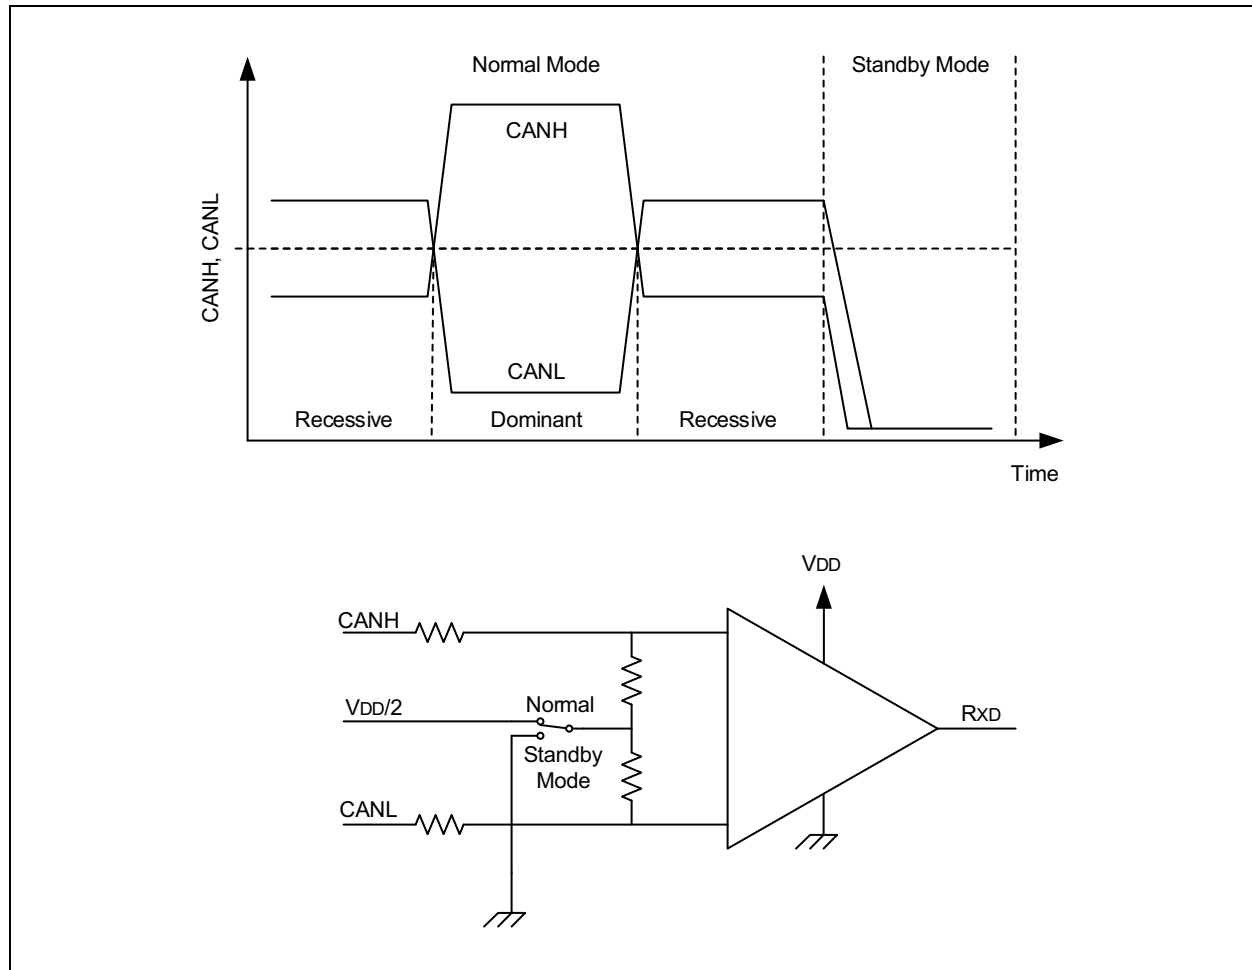 Normal Mode
Standby Mode
CANH
CANH, CANL
CANL
Recessive
Dominant
Recessive
Time
VDD
CANH
Normal
VDD/2
RXD
Standby
Mode
CANL